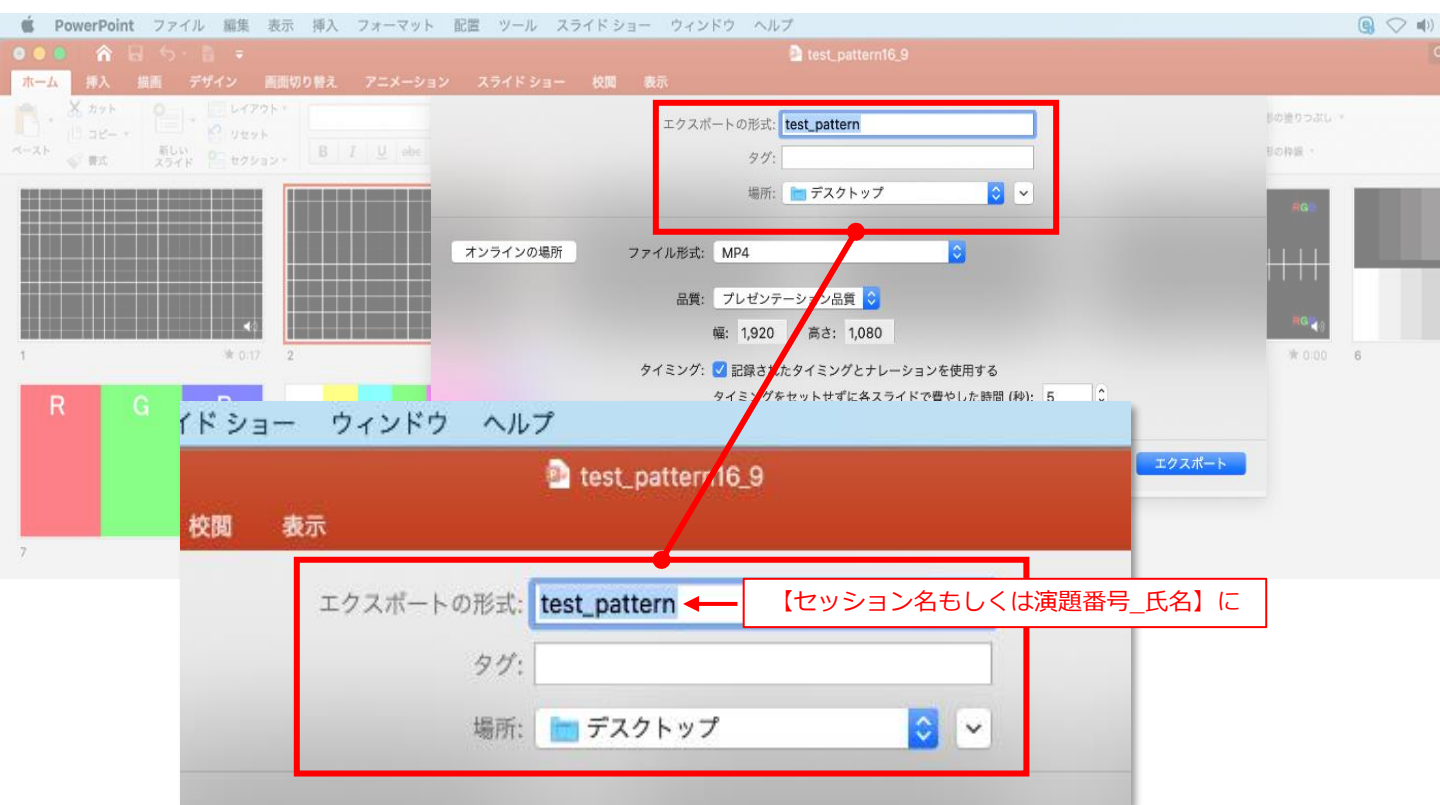 PowerPoint ファイル 編集 表示 挿入 フォーマット 配置 ツール スライド ショー ウィンドウ ヘルプ
test_pattern16_9
ホーム 挿入 描画 デザイン 画面切り替え アニメーション スライド ショー 校閲 表示
ペースト
カット
コピー
書式
新しい
スライド
レイアウト
リセット
セクション
B I U abc
形の塗りつぶし
形の枠線
エクスポートの形式: test_pattern
タグ:
場所: デスクトップ
オンラインの場所
ファイル形式: MP4
品質: プレゼンテーション品質
幅: 1,920 高さ: 1,080
タイミング: 記録されたタイミングとナレーションを使用する
タイミングをセットせずに各スライドで費やした時間 (秒): 5
エクスポート
1
0:17
2
RGB
RGB
0:00
6
R G B
7
イド ショー ウィンドウ ヘルプ
test_pattern16_9
校閲 表示
エクスポートの形式: test_pattern
【セッション名もしくは演題番号_氏名】に
タグ:
場所: デスクトップ